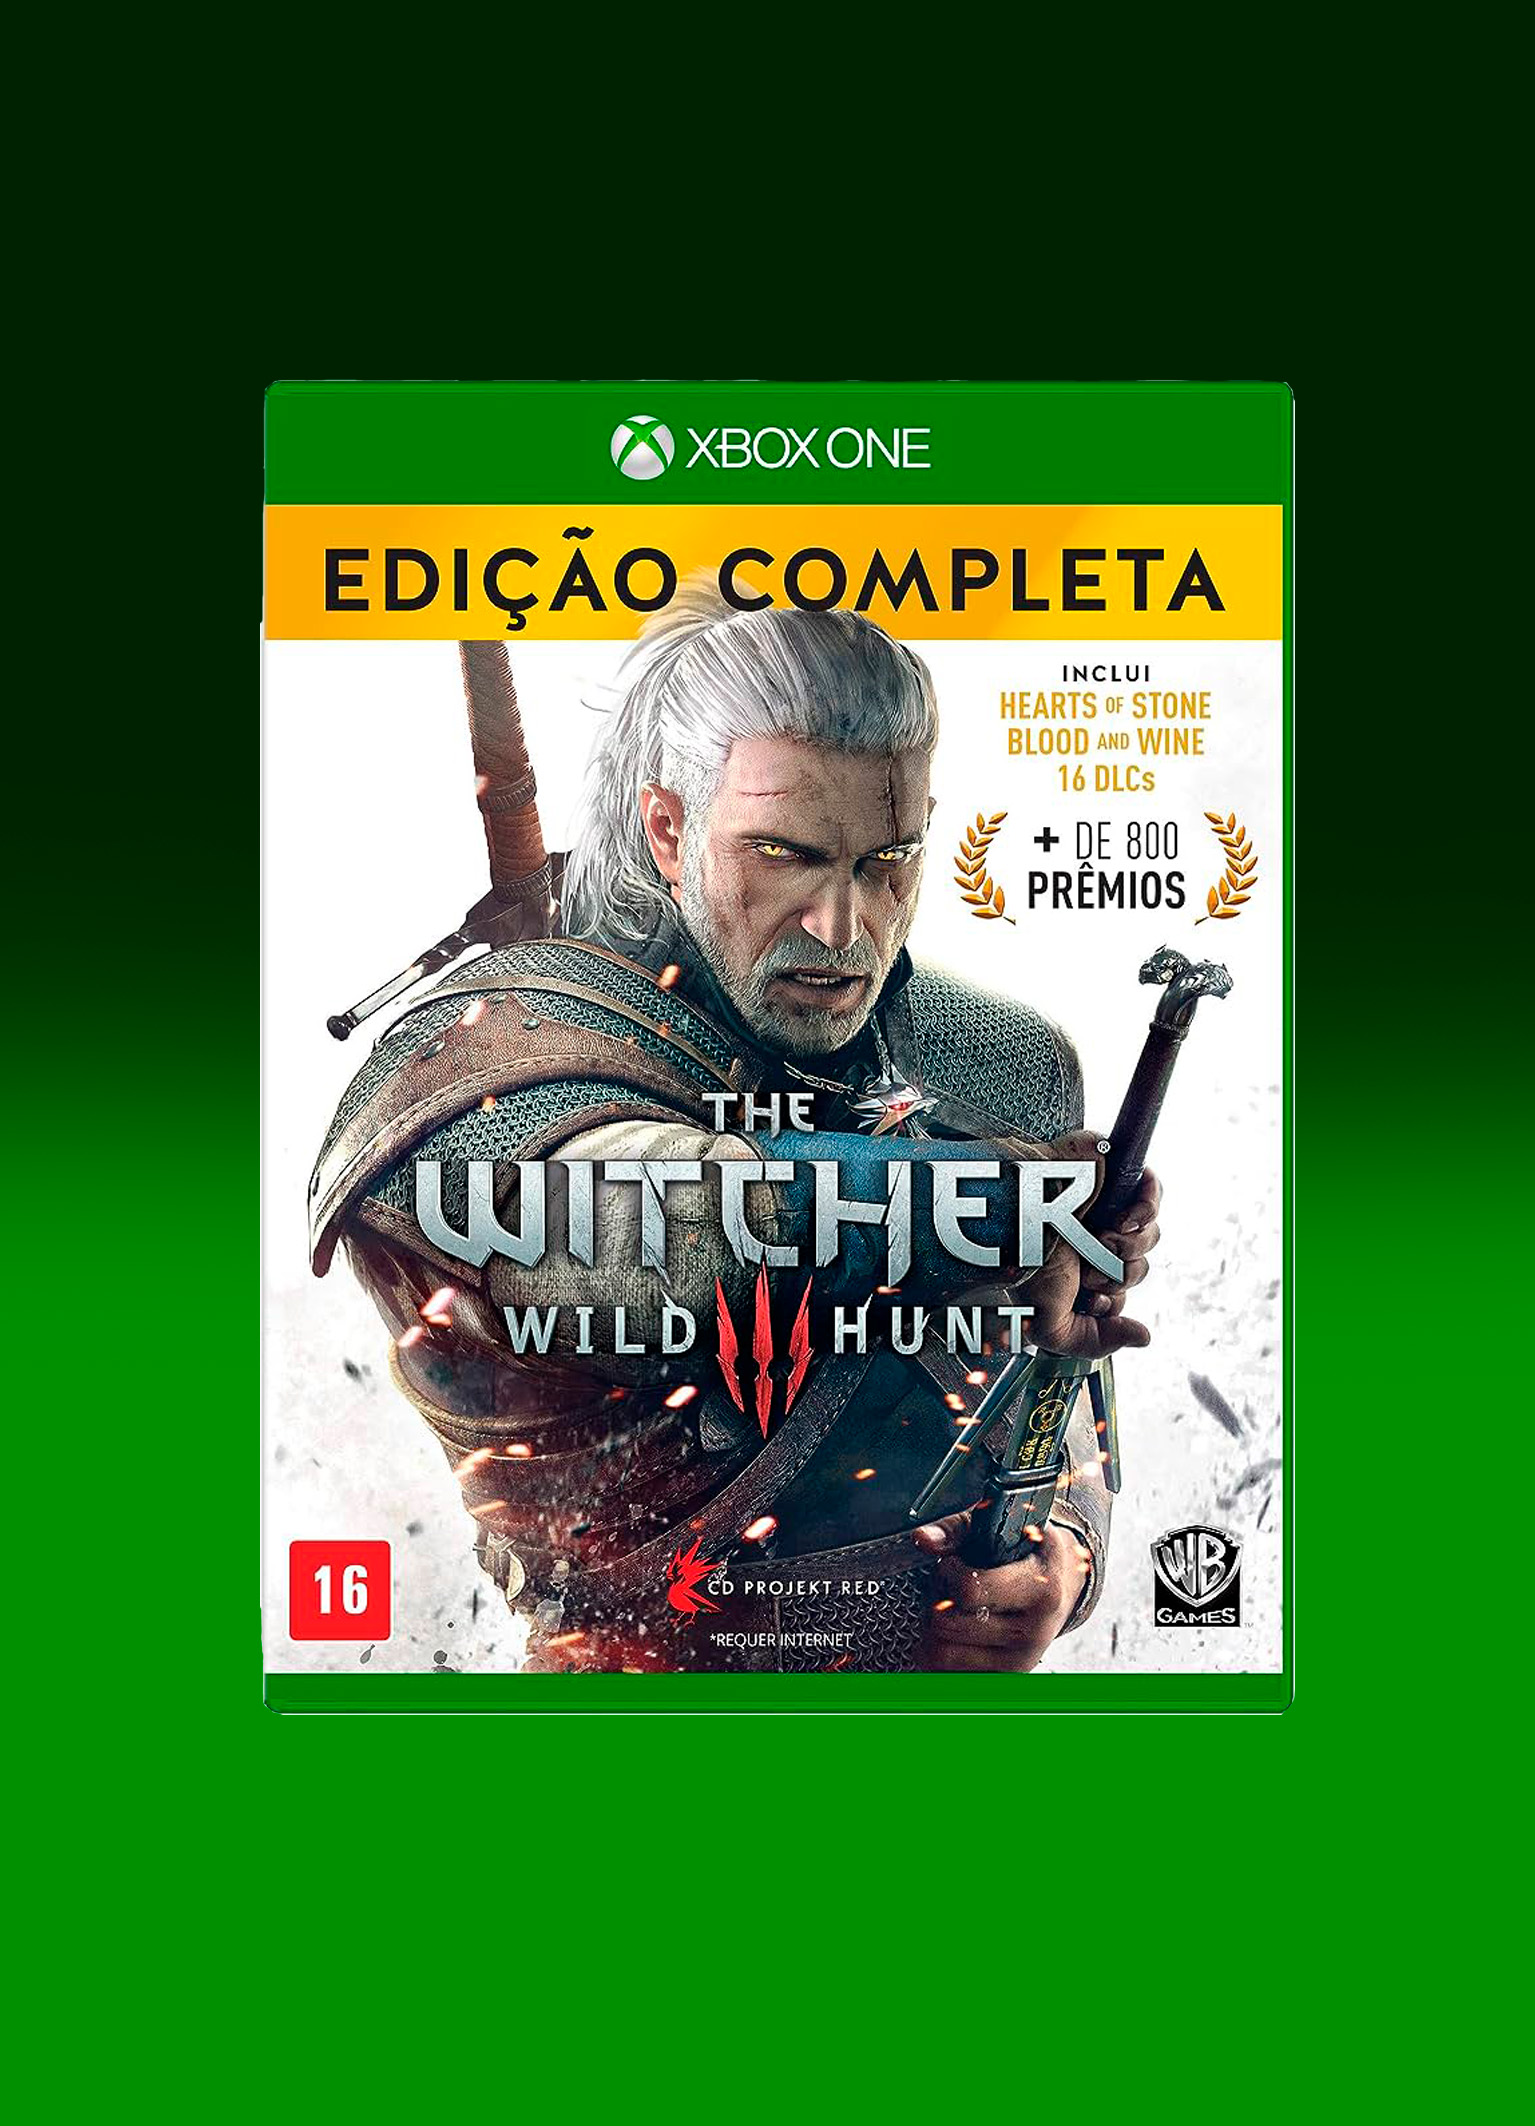 XBOX ONE
EDIÇÃO COMPLETA
INCLUI
HEARTS OF STONE
BLOOD AND WINE
16 DLCs
+ DE 800
PRÊMIOS
THE
WITCHER®
WILD HUNT
16
CD PROJEKT RED®
*REQUER INTERNET
WB
GAMES